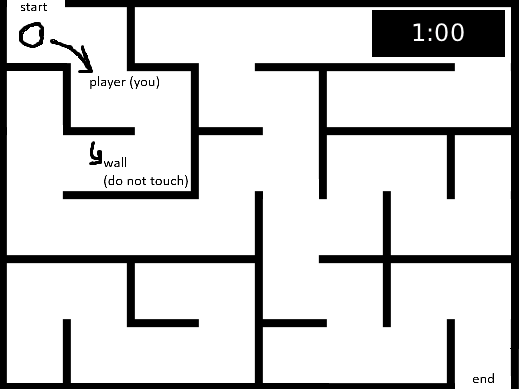 start
1:00
player (you)
wall
(do not touch)
end